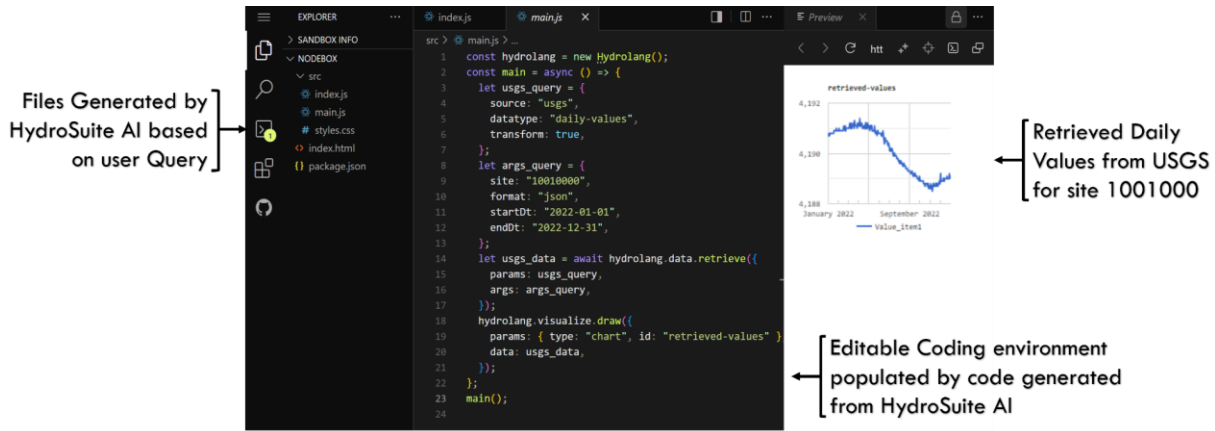 Files Generated by
HydroSuite AI based
on user Query
EXPLORER ...
SANDBOX INFO
NODEBOX
src
index.js
main.js
# styles.css
<> index.html
{} package.json
1
index.js
main.js ×
...
src > main.js > ...
1 const hydrolang = new Hydrolang();
2 const main = async () => {
3 let usgs_query = {
4 source: "usgs",
5 datatype: "daily-values",
6 transform: true,
7 };
8 let args_query = {
9 site: "10010000",
10 format: "json",
11 startDt: "2022-01-01",
12 endDt: "2022-12-31",
13 };
14 let usgs_data = await hydrolang.data.retrieve({
15 params: usgs_query,
16 args: args_query,
17 });
18 hydrolang.visualize.draw({
19 params: { type: "chart", id: "retrieved-values" }
20 data: usgs_data,
21 });
22 };
23 main();
24
Preview ×
...
htt
retrieved-values
4,192
4,190
4,188
January 2022 September 2022
Value_item1
Retrieved Daily
Values from USGS
for site 1001000
Editable Coding environment
populated by code generated
from HydroSuite AI